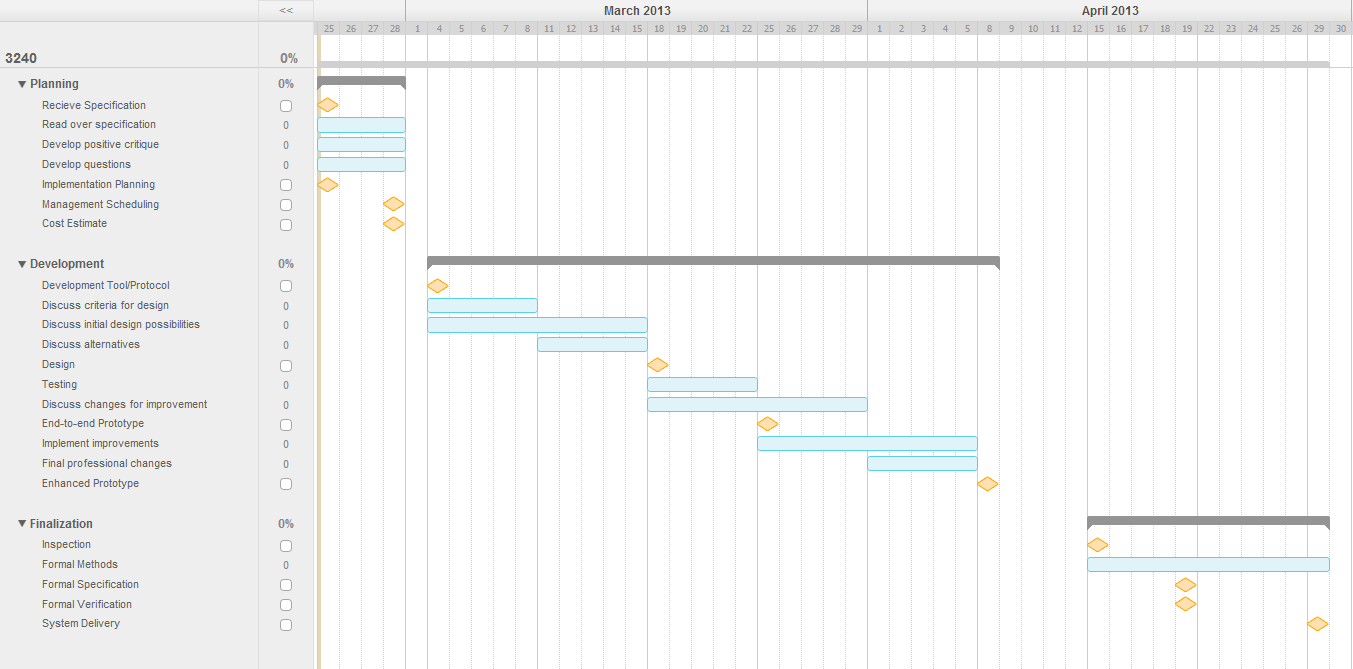 << March 2013 April 2013
25 26 27 28 1 4 5 6 7 8 11 12 13 14 15 18 19 20 21 22 25 26 27 28 29 1 2 3 4 5 8 9 10 11 12 15 16 17 18 19 22 23 24 25 26 29 30
3240 0%
▼ Planning 0%
Recieve Specification
Read over specification 0
Develop positive critique 0
Develop questions 0
Implementation Planning
Management Scheduling
Cost Estimate
▼ Development 0%
Development Tool/Protocol
Discuss criteria for design 0
Discuss initial design possibilities 0
Discuss alternatives 0
Design
Testing 0
Discuss changes for improvement 0
End-to-end Prototype
Implement improvements 0
Final professional changes 0
Enhanced Prototype
▼ Finalization 0%
Inspection
Formal Methods 0
Formal Specification
Formal Verification
System Delivery